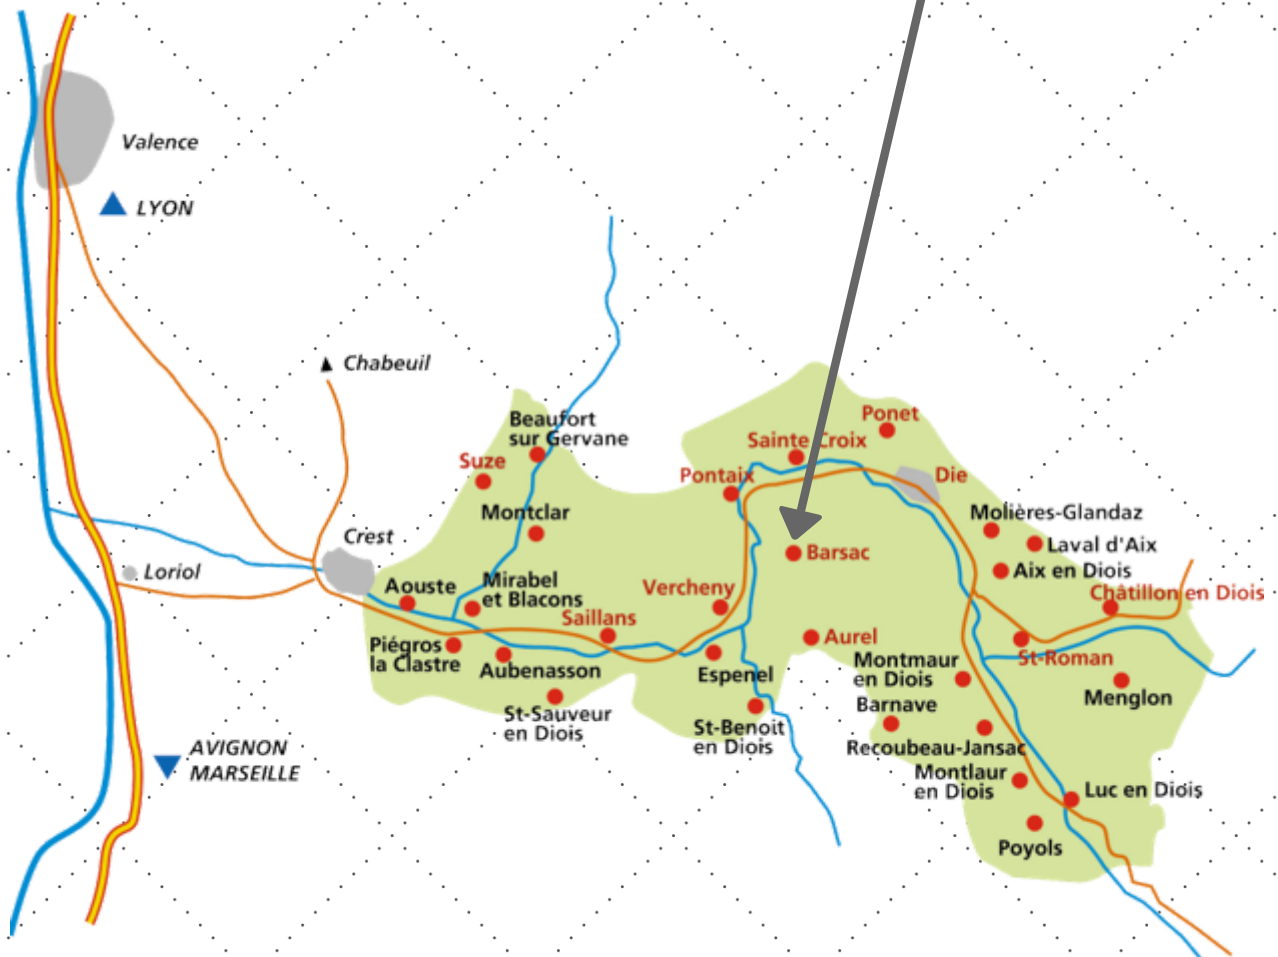 Valence
LYON
Chabeuil
Beaufort
sur Gervane
Ponet
Sainte Croix
Suze
Pontaix
Die
Montclar
Molières-Glandaz
Crest
Laval d'Aix
Barsac
Loriol
Aix en Diois
Aouste
Mirabel
et Blacons
Vercheny
Châtillon en Diois
Saillans
Aurel
Piégros
la Clastre
Aubenasson
Espenel
Montmaur
en Diois
St-Roman
Menglon
St-Sauveur
en Diois
St-Benoit
en Diois
Barnave
Recoubeau-Jansac
AVIGNON
MARSEILLE
Montlaur
en Diois
Luc en Diois
Poyols